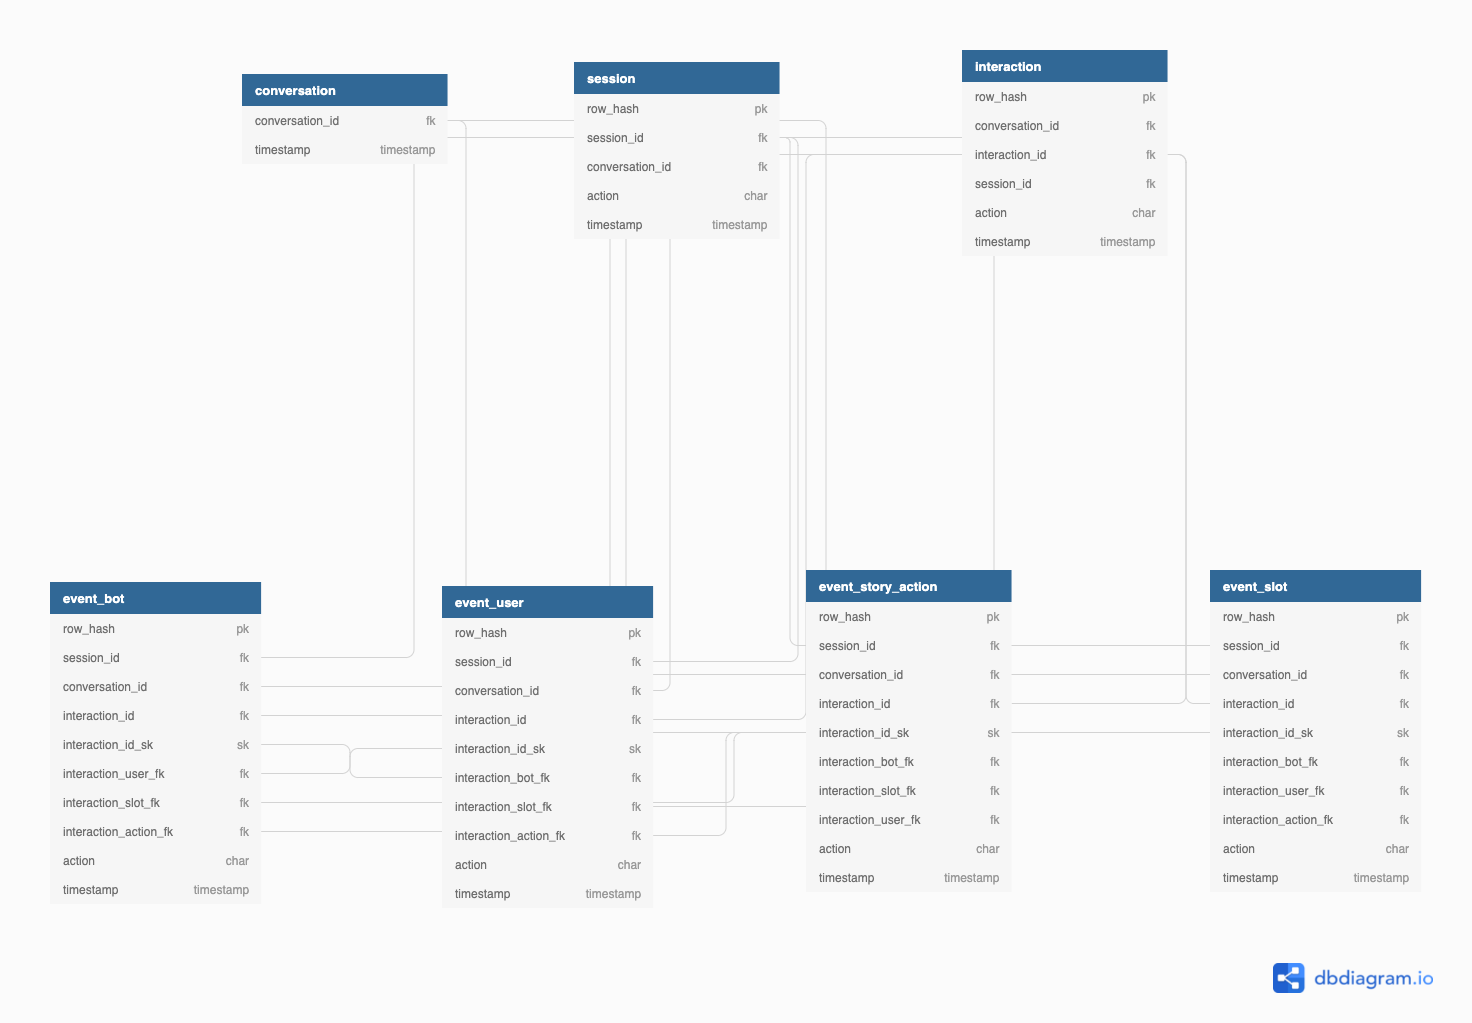 conversation
conversation_id fk
timestamp timestamp
session
row_hash pk
session_id fk
conversation_id fk
action char
timestamp timestamp
interaction
row_hash pk
conversation_id fk
interaction_id fk
session_id fk
action char
timestamp timestamp
event_bot
row_hash pk
session_id fk
conversation_id fk
interaction_id fk
interaction_id_sk sk
interaction_user_fk fk
interaction_slot_fk fk
interaction_action_fk fk
action char
timestamp timestamp
event_user
row_hash pk
session_id fk
conversation_id fk
interaction_id fk
interaction_id_sk sk
interaction_bot_fk fk
interaction_slot_fk fk
interaction_action_fk fk
action char
timestamp timestamp
event_story_action
row_hash pk
session_id fk
conversation_id fk
interaction_id fk
interaction_id_sk sk
interaction_bot_fk fk
interaction_slot_fk fk
interaction_user_fk fk
action char
timestamp timestamp
event_slot
row_hash pk
session_id fk
conversation_id fk
interaction_id fk
interaction_id_sk sk
interaction_bot_fk fk
interaction_user_fk fk
interaction_action_fk fk
action char
timestamp timestamp
dbdiagram.io